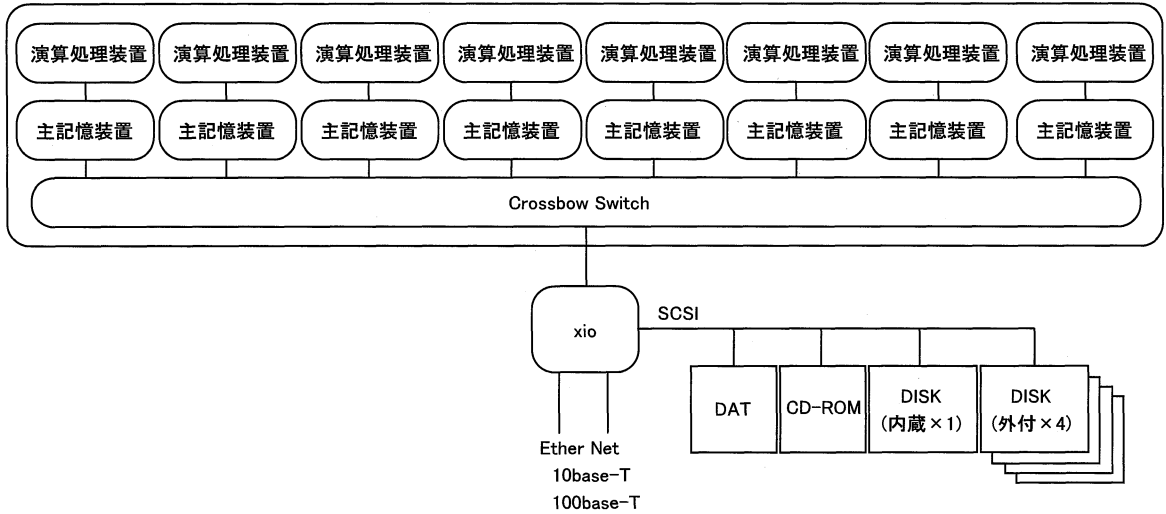 演算処理装置 演算処理装置 演算処理装置 演算処理装置 演算処理装置 演算処理装置 演算処理装置 演算処理装置
主記憶装置 主記憶装置 主記憶装置 主記憶装置 主記憶装置 主記憶装置 主記憶装置 主記憶装置
Crossbow Switch
xio
SCSI
DAT
CD-ROM
DISK
(内蔵×1)
DISK
(外付×4)
Ether Net
10base-T
100base-T